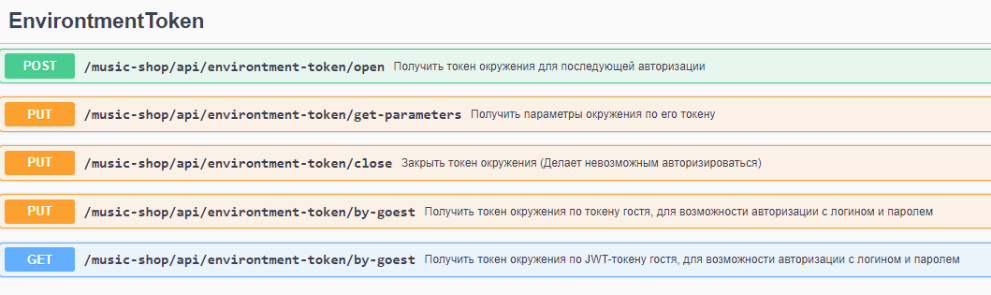 EnvirontmentToken
POST /music-shop/api/environtment-token/open Получить токен окружения для последующей авторизации
PUT /music-shop/api/environtment-token/get-parameters Получить параметры окружения по его токену
PUT /music-shop/api/environtment-token/close Закрыть токен окружения (Делает невозможным авторизироваться)
PUT /music-shop/api/environtment-token/by-goest Получить токен окружения по токену гостя, для возможности авторизации с логином и паролем
GET /music-shop/api/environtment-token/by-goest Получить токен окружения по JWT-токену гостя, для возможности авторизации с логином и паролем